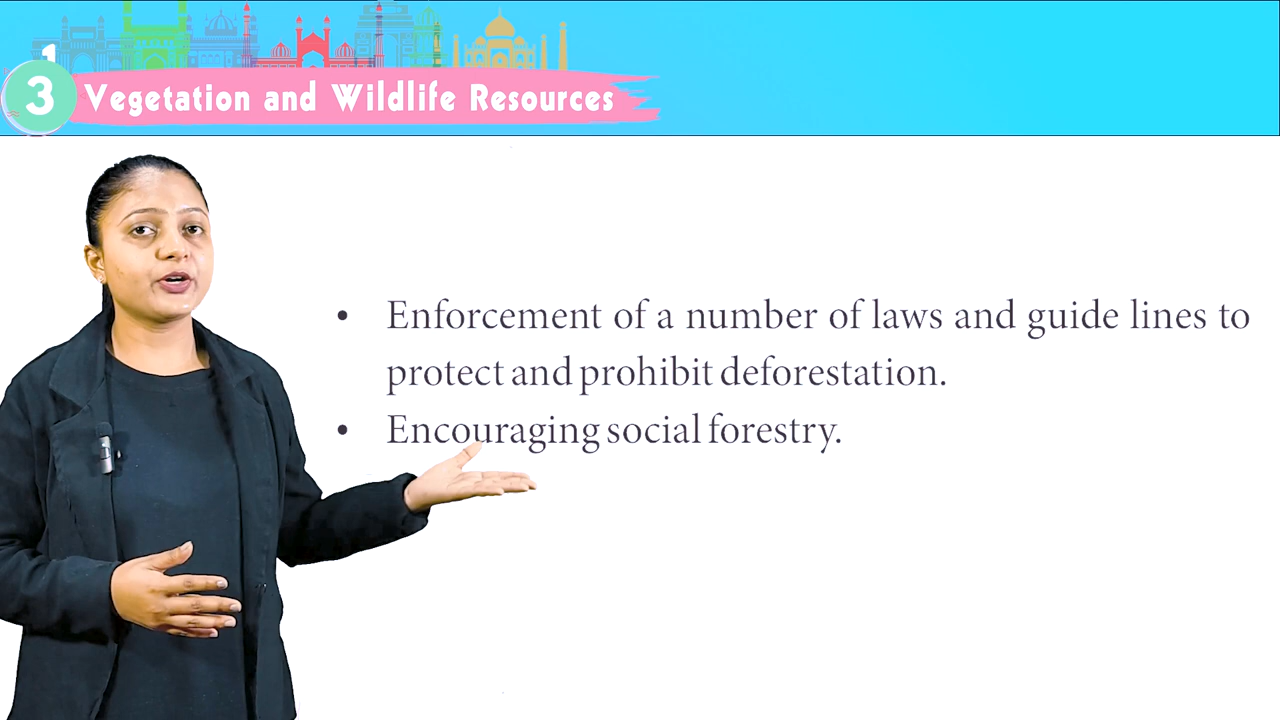 1
3
Vegetation and Wildlife Resources
• Enforcement of a number of laws and guide lines to
protect and prohibit deforestation.
• Encouraging social forestry.